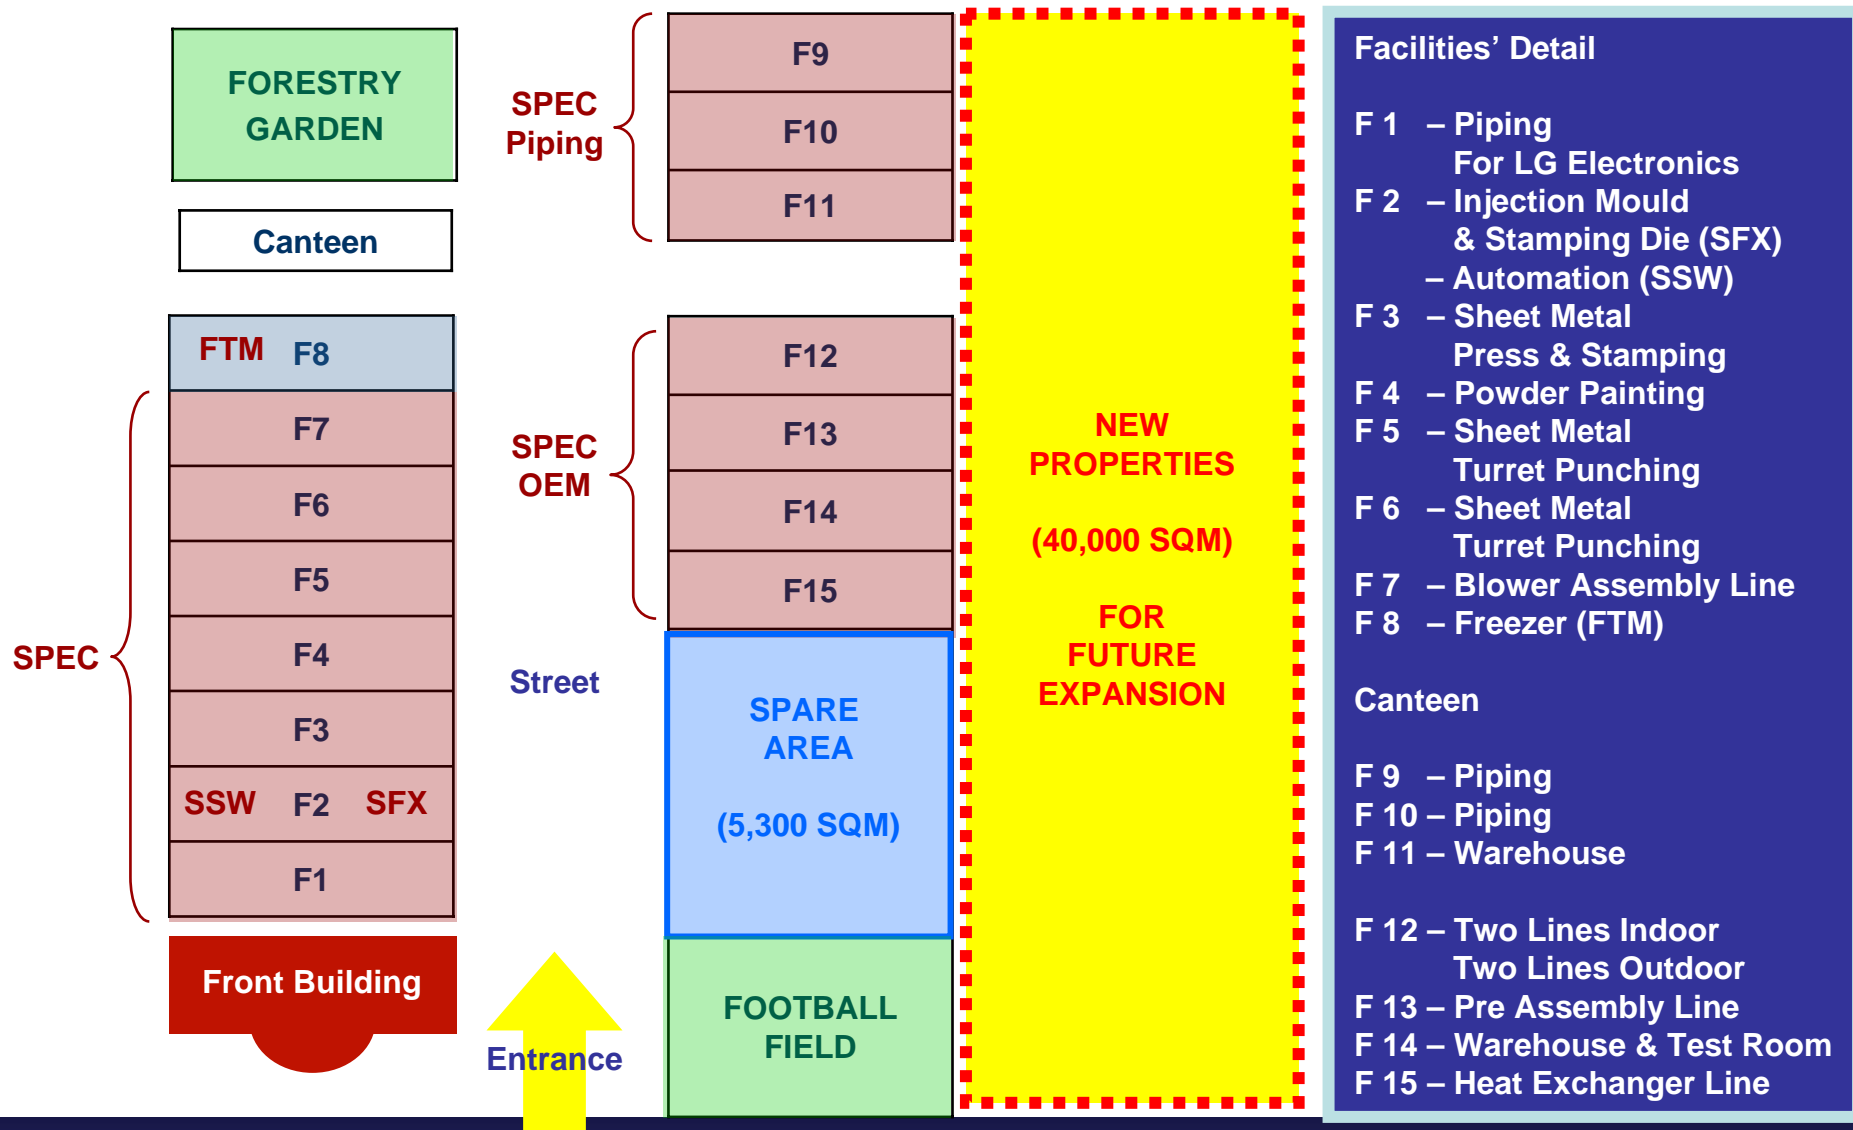 FORESTRY
GARDEN
Canteen
FTM F8
F7
F6
F5
F4
F3
SSW F2 SFX
F1
SPEC
Front Building
SPEC
Piping
F9
F10
F11
SPEC
OEM
F12
F13
F14
F15
Street
SPARE
AREA
(5,300 SQM)
Entrance
FOOTBALL
FIELD
NEW
PROPERTIES
(40,000 SQM)
FOR
FUTURE
EXPANSION
Facilities’ Detail
F 1 – Piping
For LG Electronics
F 2 – Injection Mould
& Stamping Die (SFX)
– Automation (SSW)
F 3 – Sheet Metal
Press & Stamping
F 4 – Powder Painting
F 5 – Sheet Metal
Turret Punching
F 6 – Sheet Metal
Turret Punching
F 7 – Blower Assembly Line
F 8 – Freezer (FTM)
Canteen
F 9 – Piping
F 10 – Piping
F 11 – Warehouse
F 12 – Two Lines Indoor
Two Lines Outdoor
F 13 – Pre Assembly Line
F 14 – Warehouse & Test Room
F 15 – Heat Exchanger Line